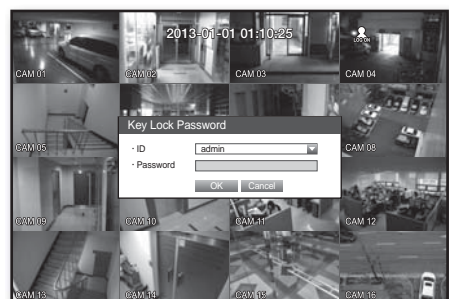 2013-01-01 01:10:25
LOG ON
CAM 01
CAM 02
CAM 03
CAM 04
Key Lock Password
CAM 05
CAM 08
· ID
admin
· Password
OK
Cancel
CAM 09
CAM 10
CAM 11
CAM 12
CAM 13
CAM 14
CAM 15
CAM 16